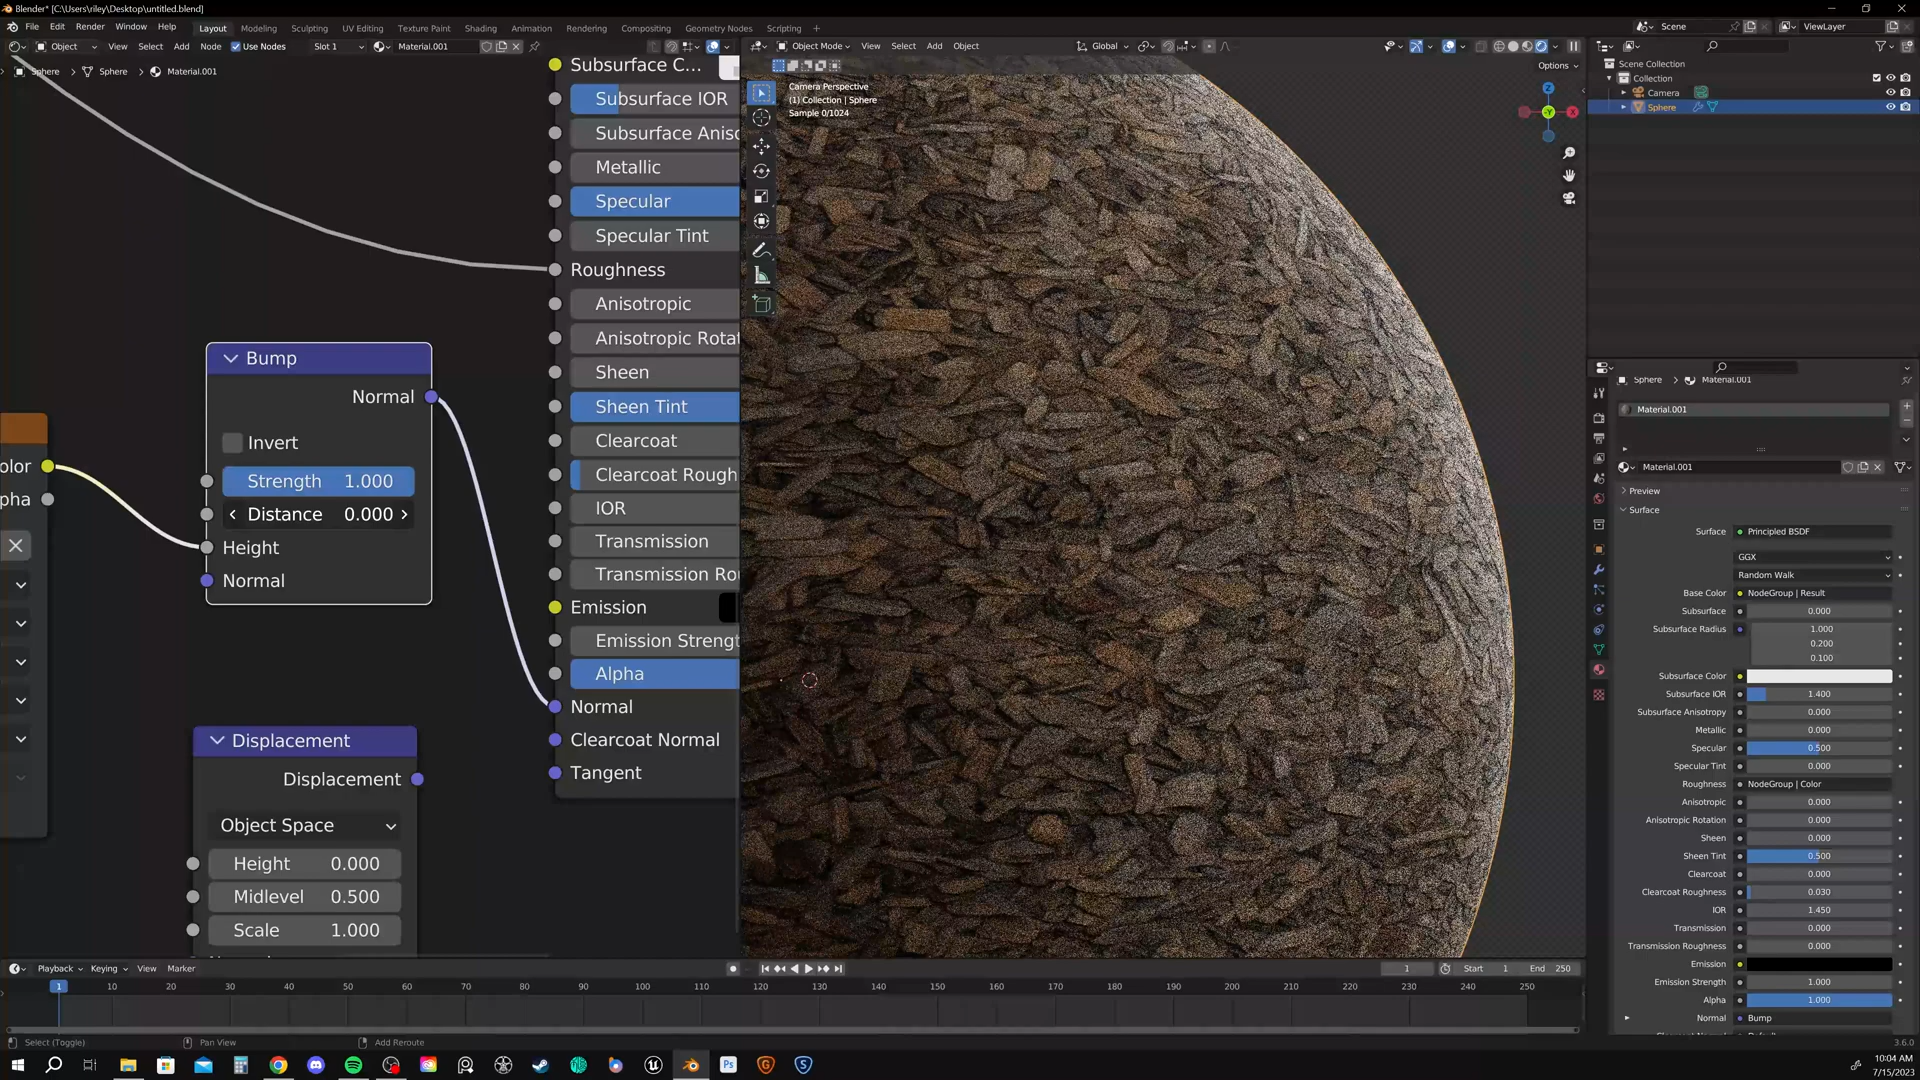 Blender* [C:\Users\riley\Desktop\untitled.blend]
File Edit Render Window Help Layout Modeling Sculpting UV Editing Texture Paint Shading Animation Rendering Compositing Geometry Nodes Scripting
Scene ViewLayer
Object View Select Add Node Use Nodes Slot 1 Material.001
Object Mode View Select Add Object Global
Options
Sphere Sphere Material.001
Subsurface C...
Subsurface IOR
Subsurface Aniso
Metallic
Specular
Specular Tint
Roughness
Anisotropic
Anisotropic Rotat
Sheen
Sheen Tint
Clearcoat
Clearcoat Rough
IOR
Transmission
Transmission Rou
Emission
Emission Strengt
Alpha
Normal
Clearcoat Normal
Tangent
Bump
Normal
Invert
Strength 1.000
Distance 0.000
Height
Normal
olor
pha
Displacement
Displacement
Object Space
Height 0.000
Midlevel 0.500
Scale 1.000
Camera Perspective
(1) Collection | Sphere
Sample 0/1024
Z
Y
X
Scene Collection
Collection
Camera
Sphere
Sphere Material.001
Material.001
Material.001
Preview
Surface
Surface Principled BSDF
GGX
Random Walk
Base Color NodeGroup | Result
Subsurface 0.000
Subsurface Radius 1.000
0.200
0.100
Subsurface Color
Subsurface IOR 1.400
Subsurface Anisotropy 0.000
Metallic 0.000
Specular 0.500
Specular Tint 0.000
Roughness NodeGroup | Color
Anisotropic 0.000
Anisotropic Rotation 0.000
Sheen 0.000
Sheen Tint 0.500
Clearcoat 0.000
Clearcoat Roughness 0.030
IOR 1.450
Transmission 0.000
Transmission Roughness 0.000
Emission
Emission Strength 1.000
Alpha 1.000
Normal Bump
Playback Keying View Marker
1 Start 1 End 250
1 10 20 30 40 50 60 70 80 90 100 110 120 130 140 150 160 170 180 190 200 210 220 230 240 250
Select (Toggle) Pan View Add Reroute 3.6.0
10:04 AM
7/15/2023
Ps